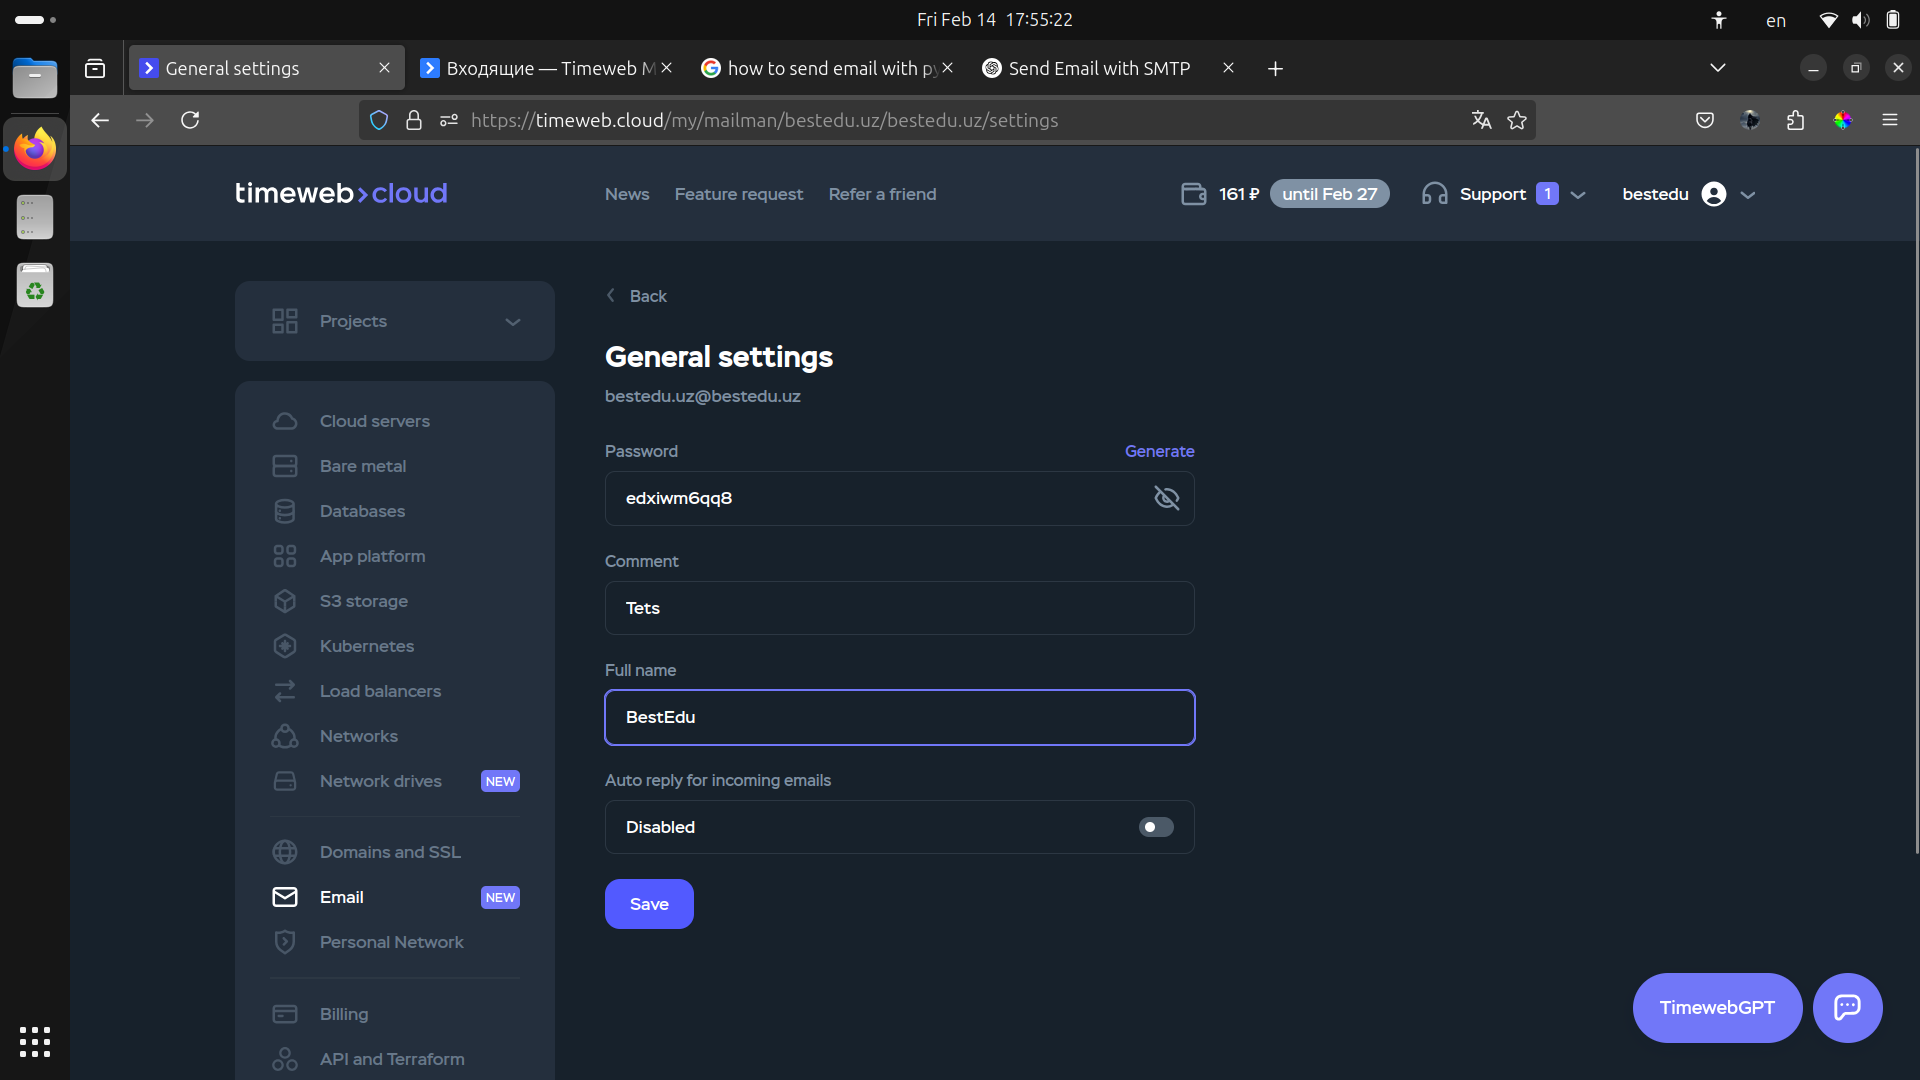 Fri Feb 14  17:55:22
en
General settings
Входящие — Timeweb M
how to send email with py
Send Email with SMTP
https://timeweb.cloud/my/mailman/bestedu.uz/bestedu.uz/settings
timeweb>cloud
News
Feature request
Refer a friend
161 ₽
until Feb 27
Support
1
bestedu
Projects
Cloud servers
Bare metal
Databases
App platform
S3 storage
Kubernetes
Load balancers
Networks
Network drives
NEW
Domains and SSL
Email
NEW
Personal Network
Billing
API and Terraform
Back
General settings
bestedu.uz@bestedu.uz
Password
Generate
edxiwm6qq8
Comment
Tets
Full name
BestEdu
Auto reply for incoming emails
Disabled
Save
TimewebGPT